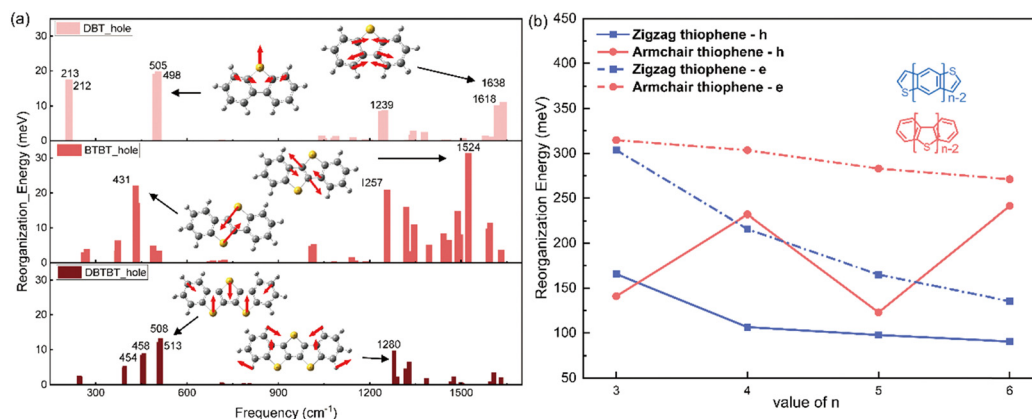 (a)
DBT_hole
30
20
10
0
213
212
505
498
1239
1638
1618
BTBT_hole
30
20
10
0
431
1257
1524
DBTBT_hole
30
20
10
0
454
458
508
513
1280
300
600
900
1200
1500
Frequency (cm-1)
Reorganization_Energy (meV)
(b)
450
400
350
300
250
200
150
100
50
3
4
5
6
value of n
Reorganization Energy (meV)
Zigzag thiophene - h
Armchair thiophene - h
Zigzag thiophene - e
Armchair thiophene - e
S
S
n-2
S
n-2